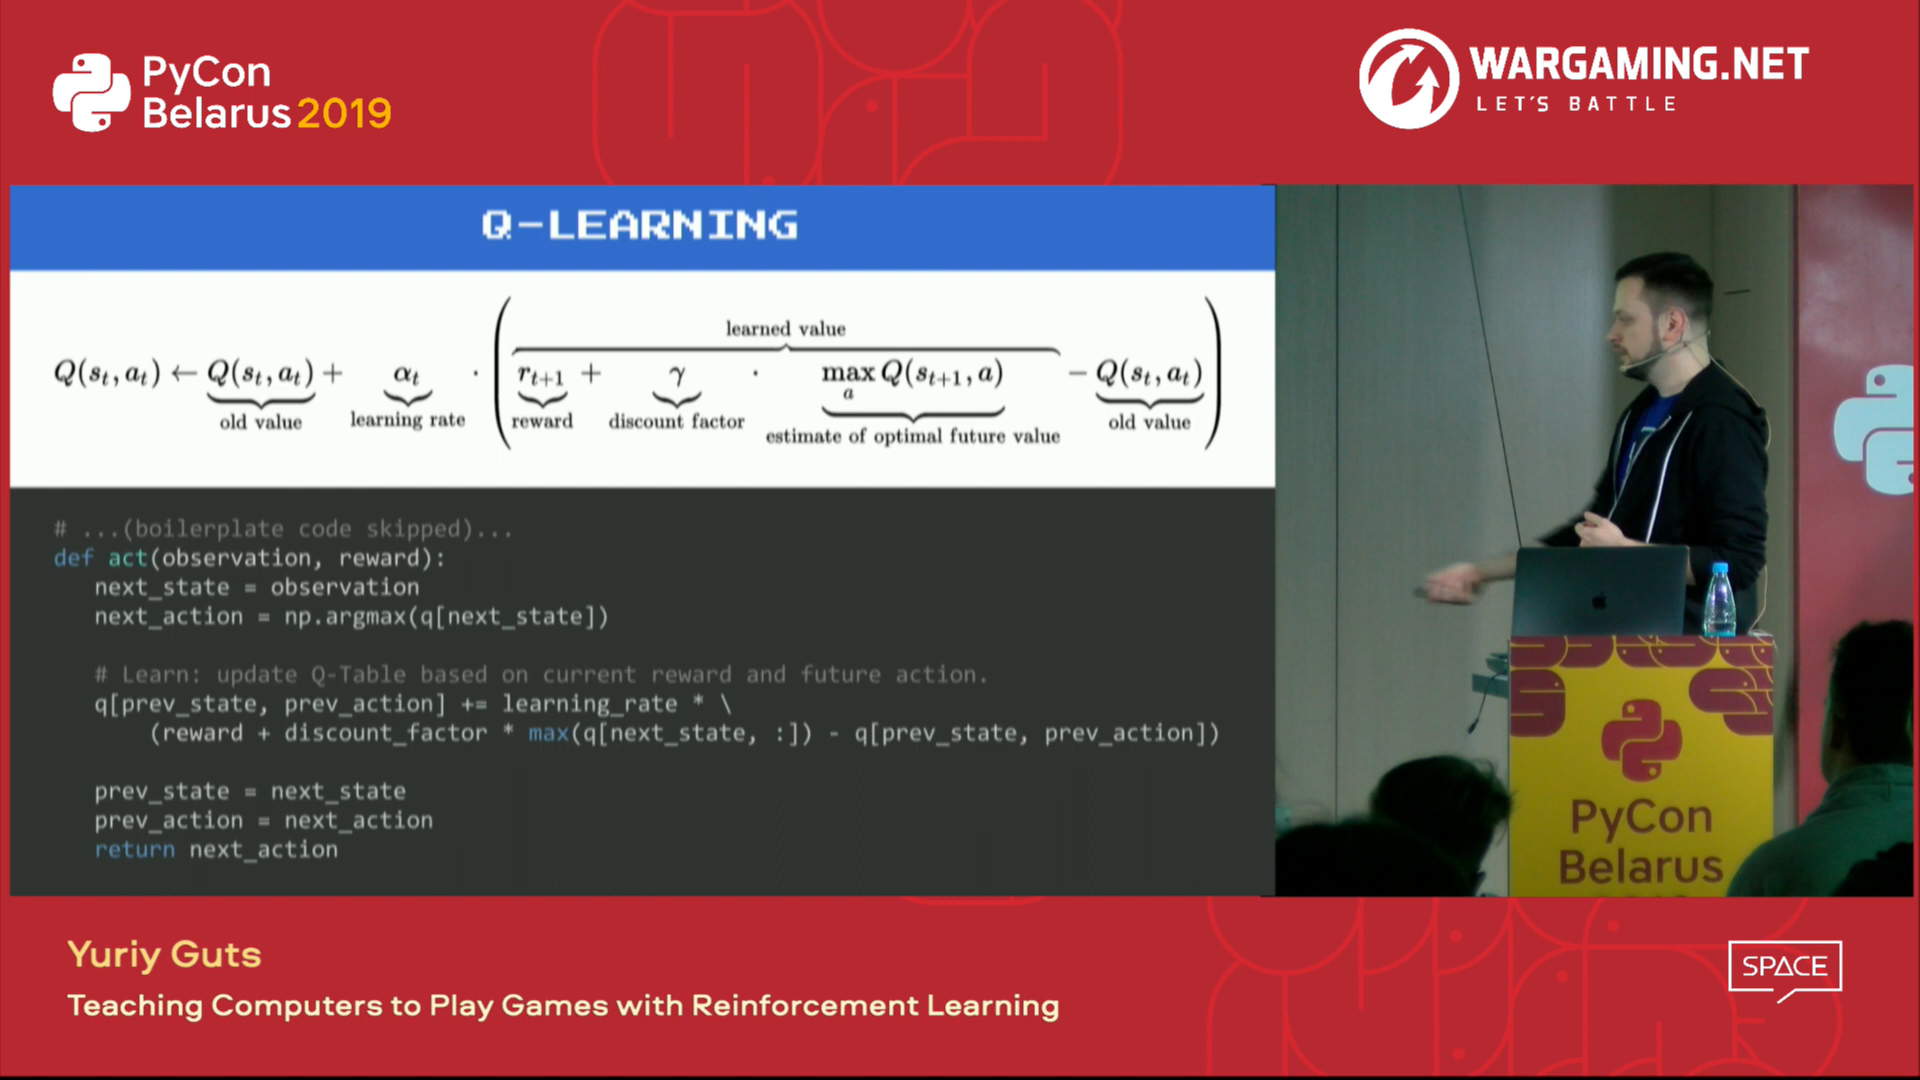 PyCon
Belarus 2019
WARGAMING.NET
LET'S BATTLE
Q-LEARNING
learned value
Q(s_t, a_t) ← Q(s_t, a_t) + α_t · ( r_{t+1} + γ · max_a Q(s_{t+1}, a) − Q(s_t, a_t) )
old value learning rate reward discount factor estimate of optimal future value old value
# ...(boilerplate code skipped)...
def act(observation, reward):
next_state = observation
next_action = np.argmax(q[next_state])
# Learn: update Q-Table based on current reward and future action.
q[prev_state, prev_action] += learning_rate * \
(reward + discount_factor * max(q[next_state, :]) - q[prev_state, prev_action])
prev_state = next_state
prev_action = next_action
return next_action
PyCon
Belarus
Yuriy Guts
Teaching Computers to Play Games with Reinforcement Learning
SPACE